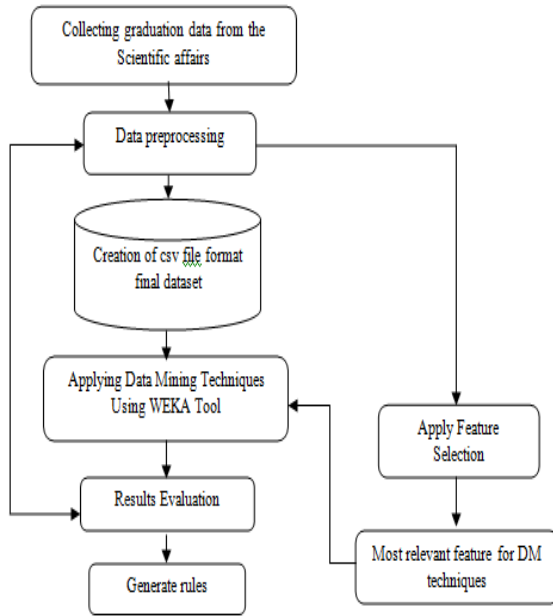 Collecting graduation data from the
Scientific affairs
Data preprocessing
Creation of csv file format
final dataset
Applying Data Mining Techniques
Using WEKA Tool
Apply Feature
Selection
Results Evaluation
Most relevant feature for DM
techniques
Generate rules